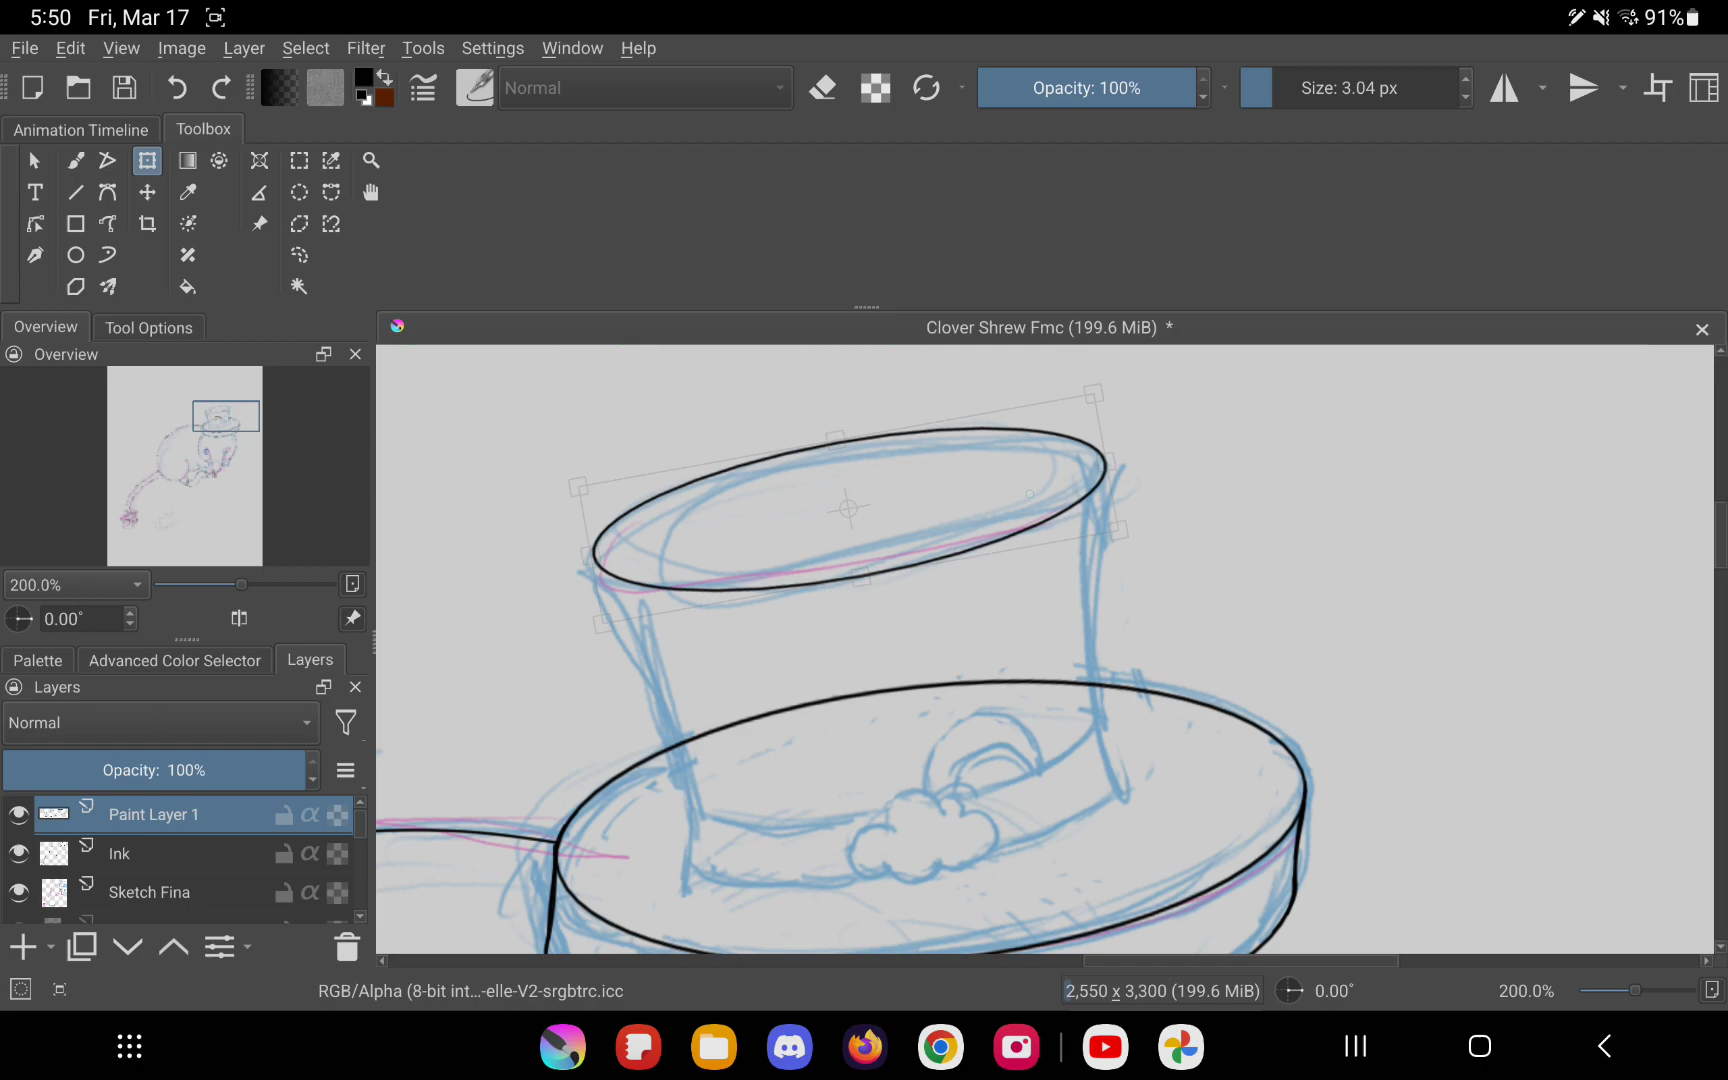 5:50 Fri, Mar 17 91%
File Edit View Image Layer Select Filter Tools Settings Window Help
Normal Opacity: 100% Size: 3.04 px
Animation Timeline Toolbox
Overview Tool Options
Clover Shrew Fmc (199.6 MiB) *
Overview
200.0%
0.00°
Palette Advanced Color Selector Layers
Layers
Normal
Opacity: 100%
Paint Layer 1
Ink
Sketch Fina
RGB/Alpha (8-bit int...-elle-V2-srgbtrc.icc 2,550 x 3,300 (199.6 MiB) 0.00° 200.0%